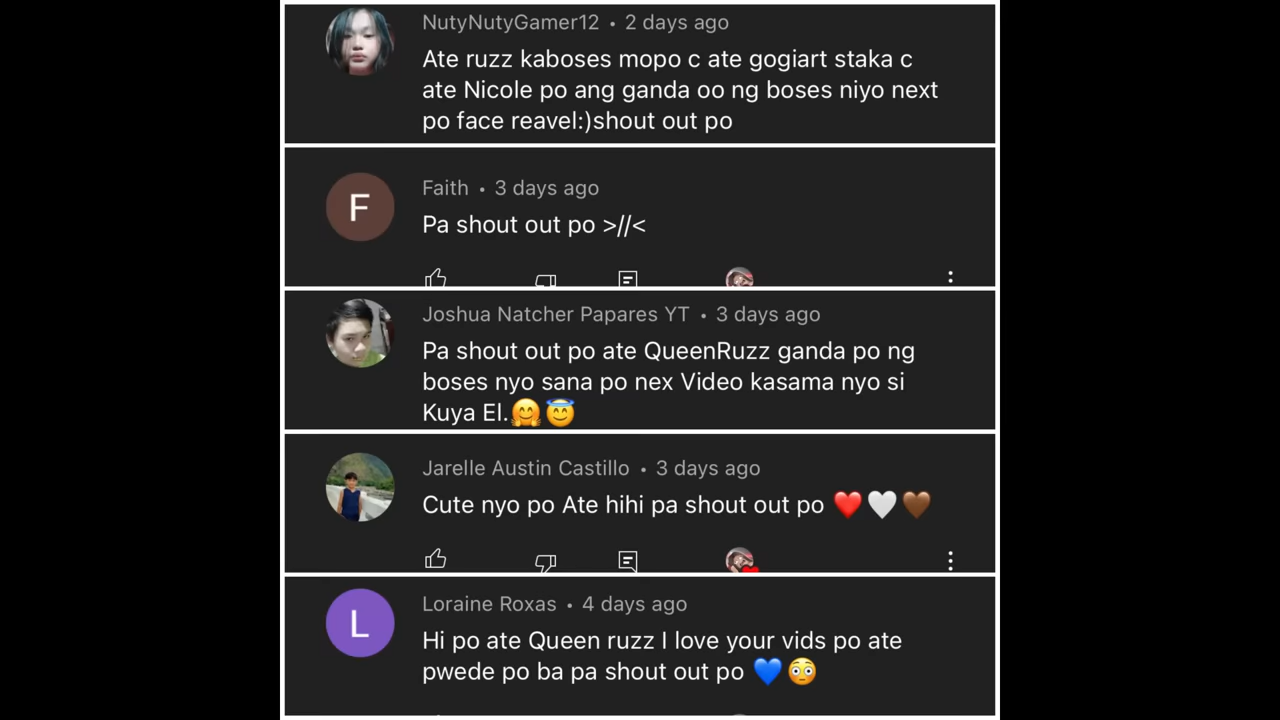 NutyNutyGamer12 • 2 days ago
Ate ruzz kaboses mopo c ate gogiart staka c
ate Nicole po ang ganda oo ng boses niyo next
po face reavel:)shout out po
F
Faith • 3 days ago
Pa shout out po >//<
Joshua Natcher Papares YT • 3 days ago
Pa shout out po ate QueenRuzz ganda po ng
boses nyo sana po nex Video kasama nyo si
Kuya El.🤗😇
Jarelle Austin Castillo • 3 days ago
Cute nyo po Ate hihi pa shout out po ❤️🤍🤎
L
Loraine Roxas • 4 days ago
Hi po ate Queen ruzz I love your vids po ate
pwede po ba pa shout out po 💙😳